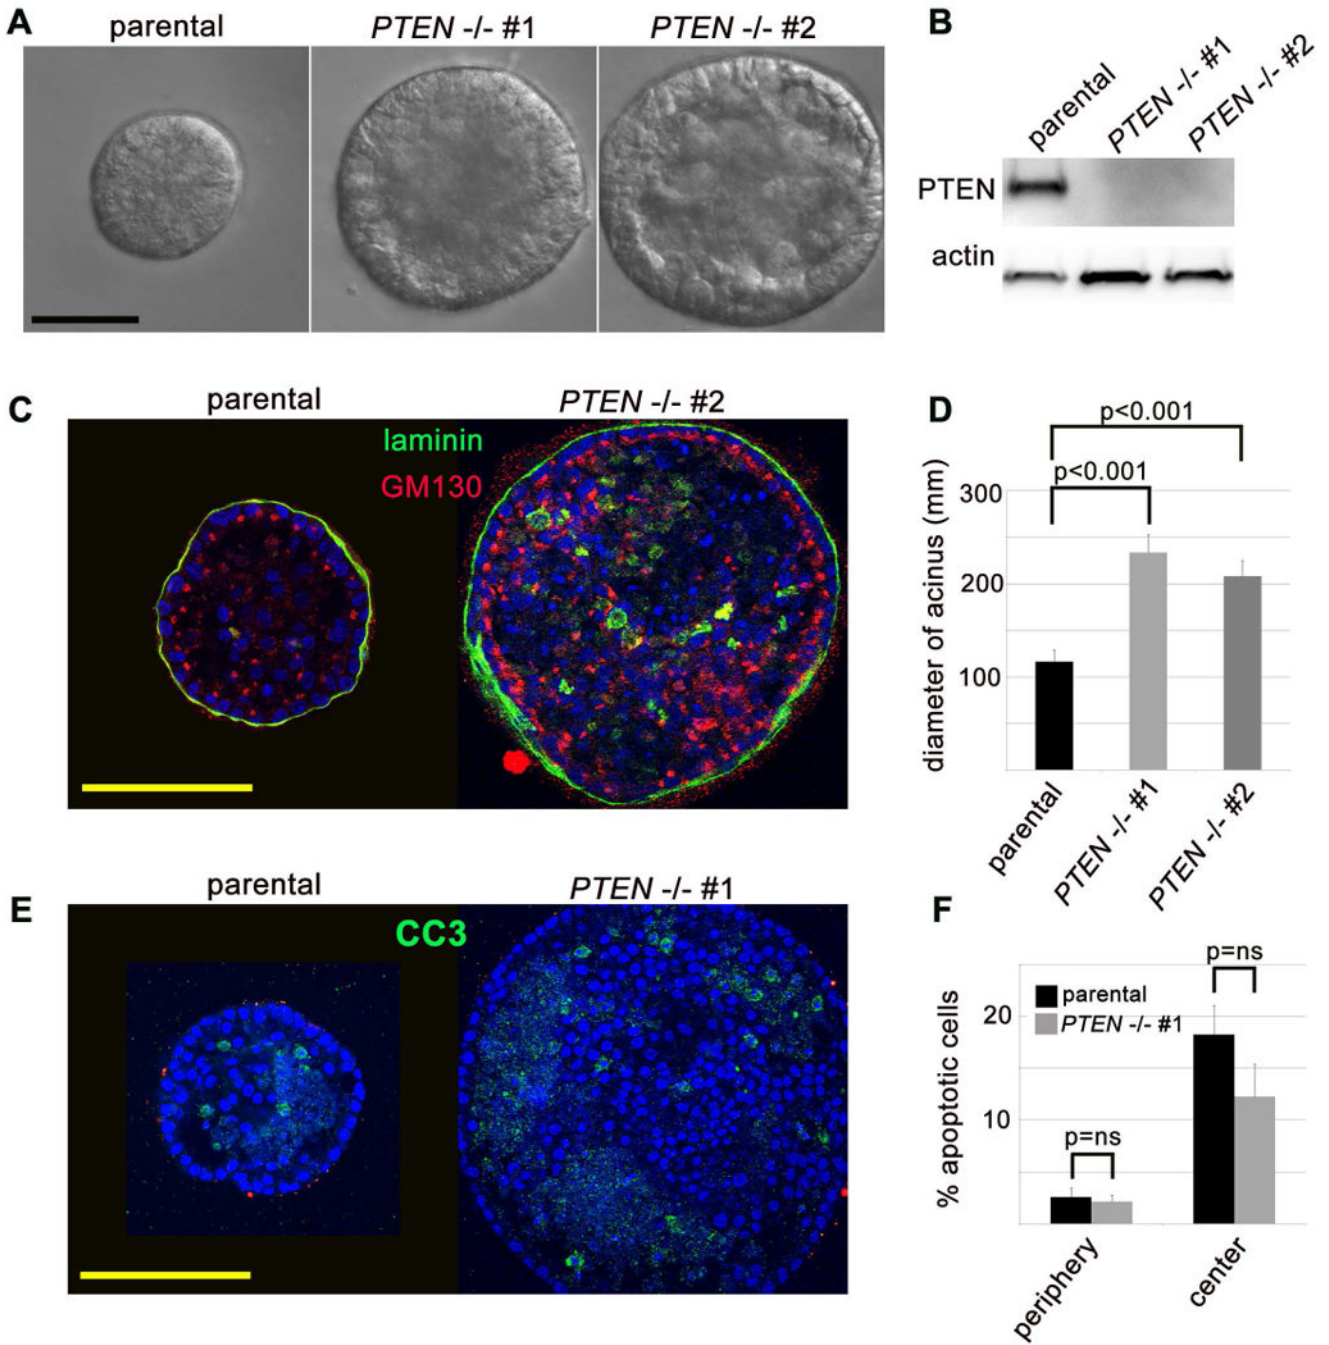 A
parental
PTEN -/- #1
PTEN -/- #2
B
parental
PTEN -/- #1
PTEN -/- #2
PTEN
actin
C
parental
PTEN -/- #2
laminin
GM130
D
p<0.001
p<0.001
diameter of acinus (mm)
300
200
100
parental
PTEN -/- #1
PTEN -/- #2
E
parental
PTEN -/- #1
CC3
F
p=ns
parental
PTEN -/- #1
% apoptotic cells
20
10
p=ns
periphery
center